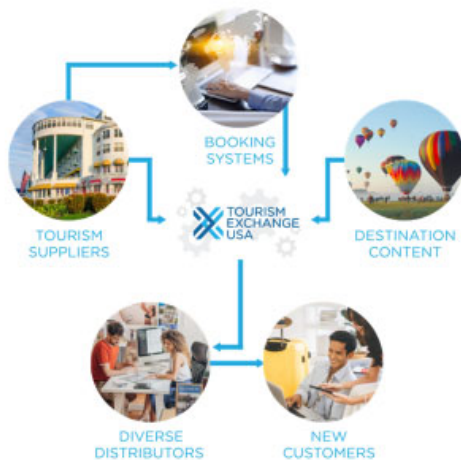 BOOKING
SYSTEMS
TOURISM
EXCHANGE
USA
TOURISM
SUPPLIERS
DESTINATION
CONTENT
DIVERSE
DISTRIBUTORS
NEW
CUSTOMERS